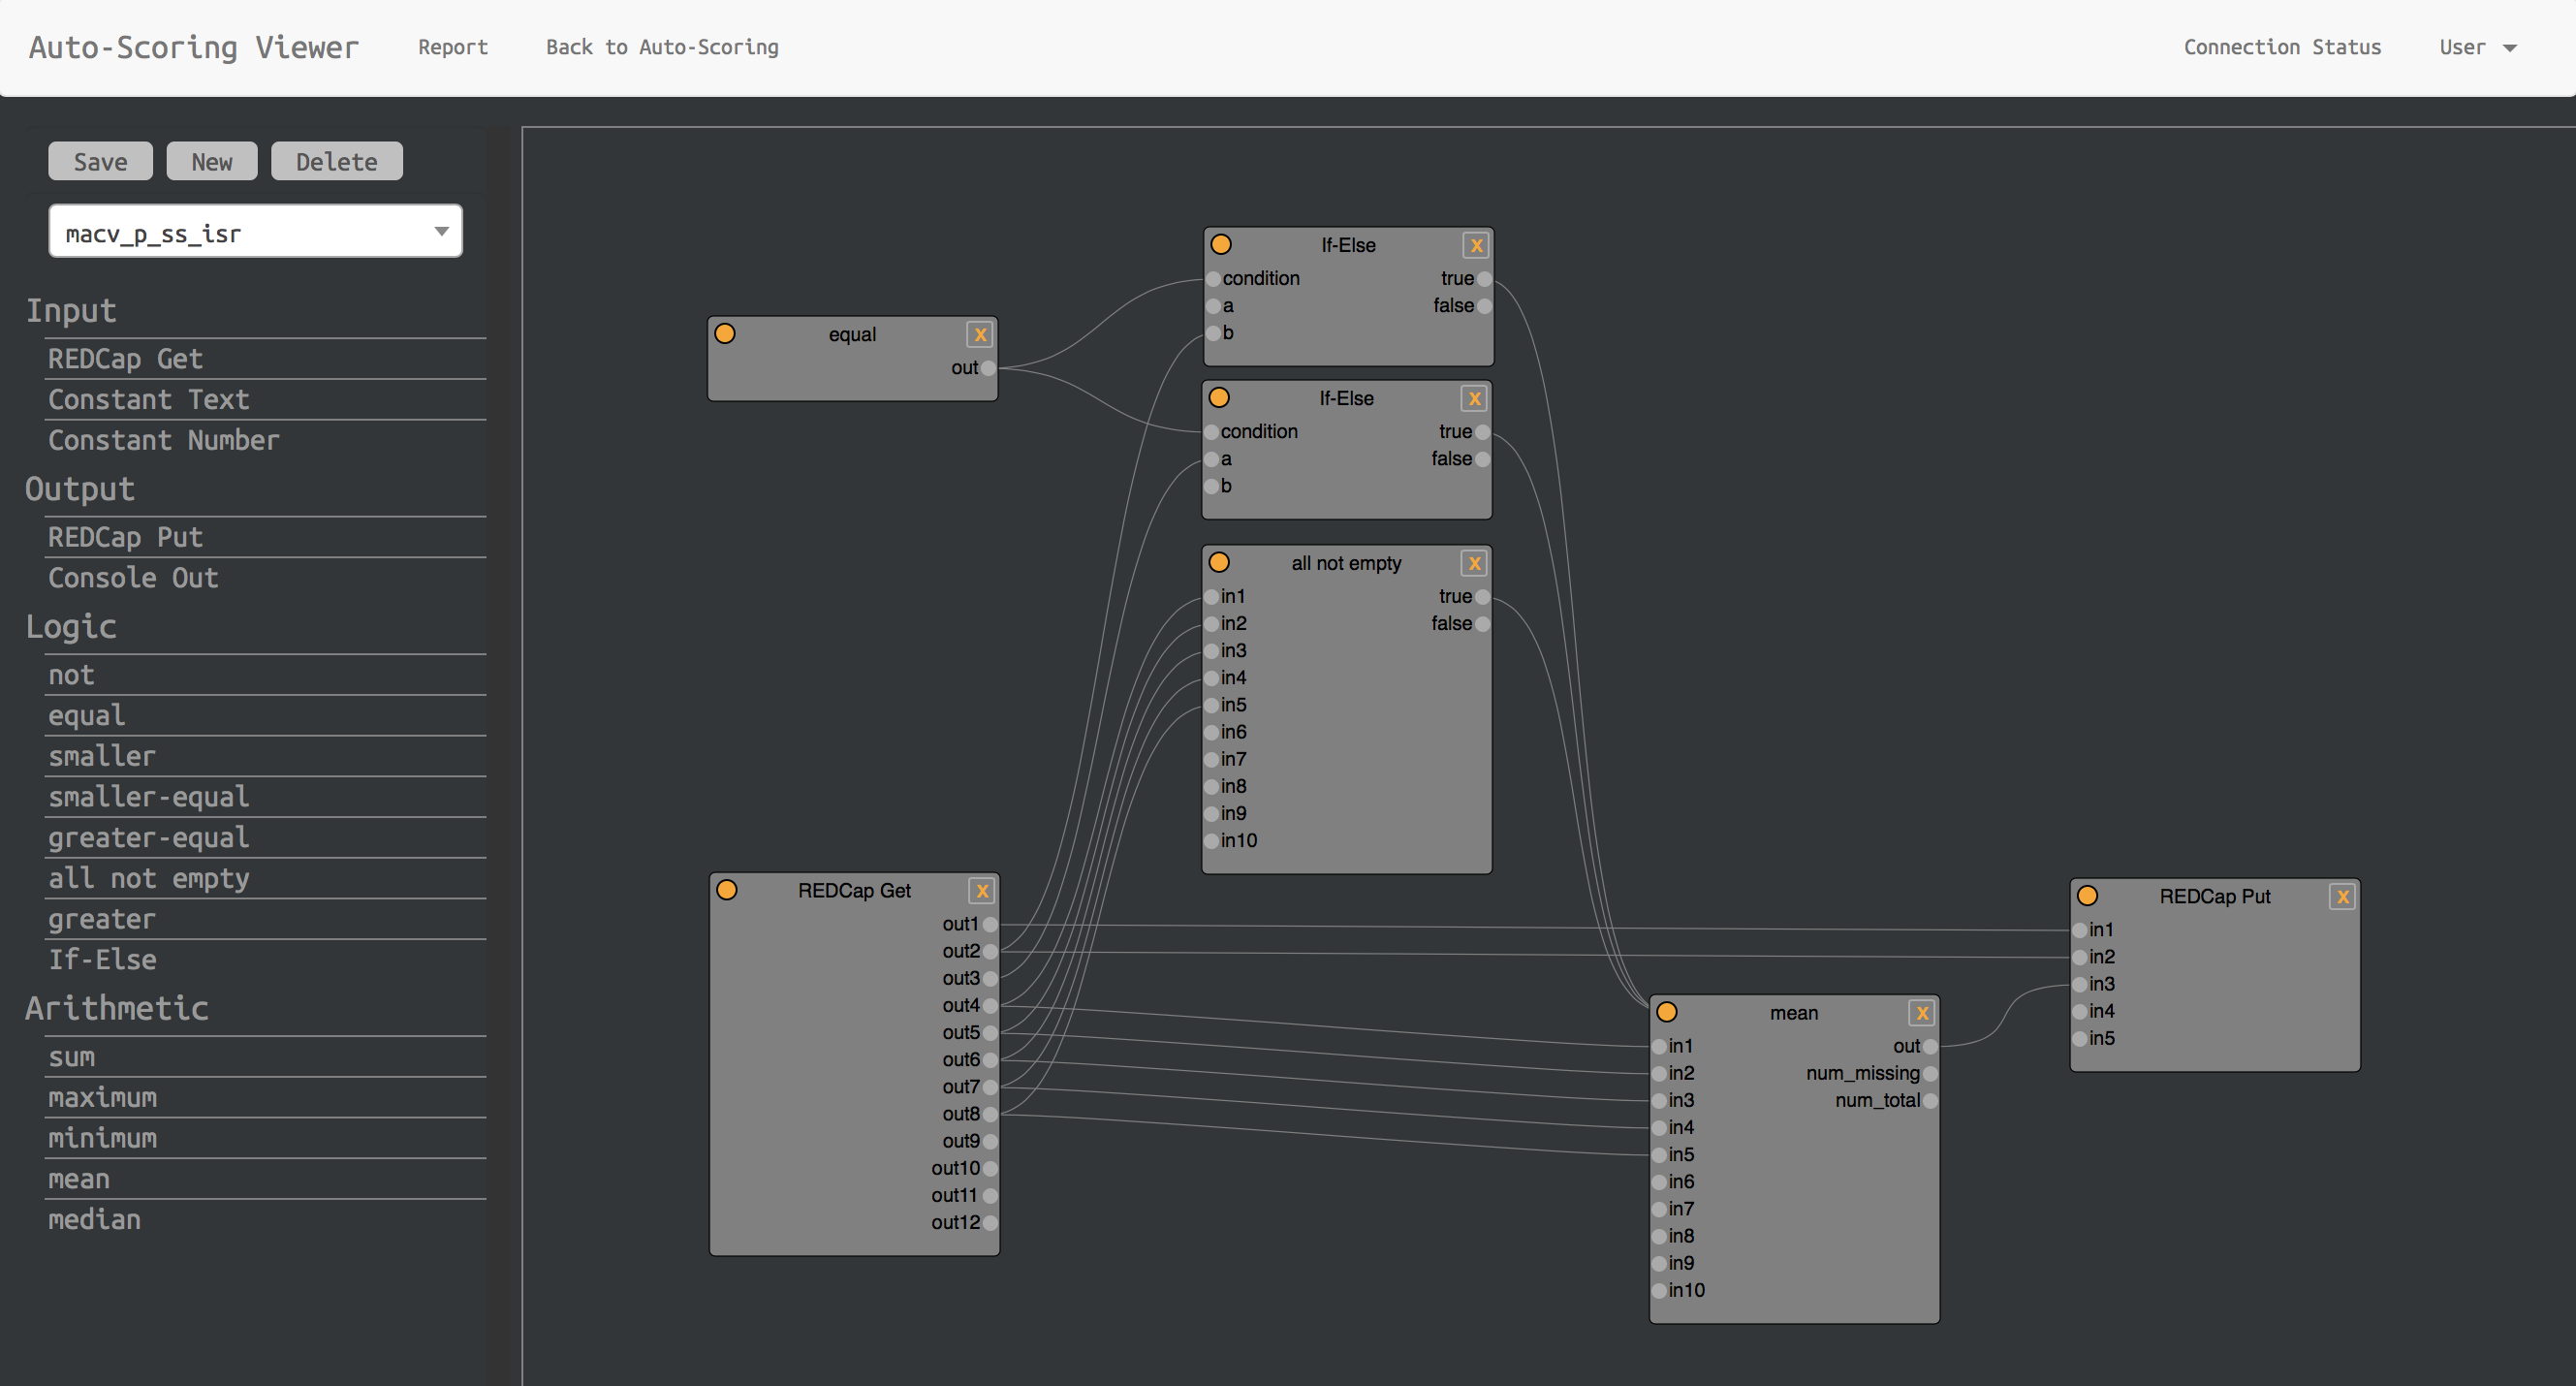 Auto-Scoring Viewer Report Back to Auto-Scoring Connection Status User
Save New Delete
macv_p_ss_isr
Input
REDCap Get
Constant Text
Constant Number
Output
REDCap Put
Console Out
Logic
not
equal
smaller
smaller-equal
greater-equal
all not empty
greater
If-Else
Arithmetic
sum
maximum
minimum
mean
median
equal X
out
If-Else X
condition true
a false
b
If-Else X
condition true
a false
b
all not empty X
in1 true
in2 false
in3
in4
in5
in6
in7
in8
in9
in10
REDCap Get X
out1
out2
out3
out4
out5
out6
out7
out8
out9
out10
out11
out12
mean X
in1 out
in2 num_missing
in3 num_total
in4
in5
in6
in7
in8
in9
in10
REDCap Put X
in1
in2
in3
in4
in5